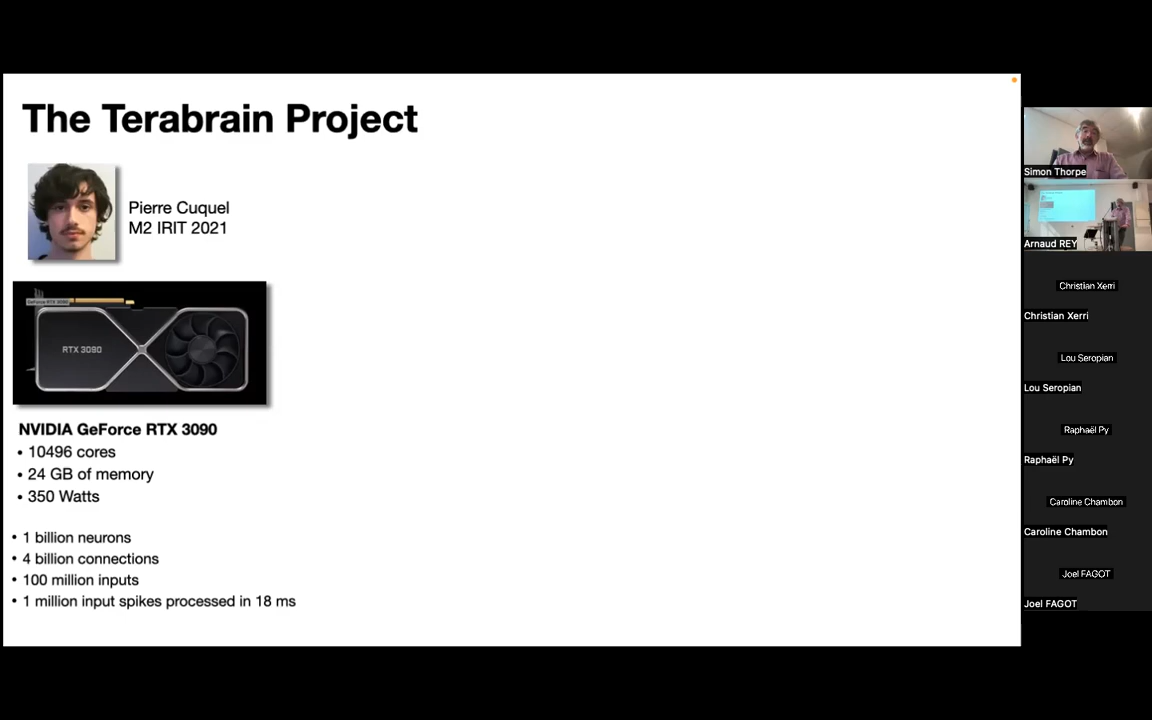 The Terabrain Project
Pierre Cuquel
M2 IRIT 2021
GeForce RTX 3090
RTX 3090
NVIDIA GeForce RTX 3090
• 10496 cores
• 24 GB of memory
• 350 Watts
• 1 billion neurons
• 4 billion connections
• 100 million inputs
• 1 million input spikes processed in 18 ms
Simon Thorpe
Arnaud REY
Christian Xerri
Christian Xerri
Lou Seropian
Lou Seropian
Raphaël Py
Raphaël Py
Caroline Chambon
Caroline Chambon
Joel FAGOT
Joel FAGOT